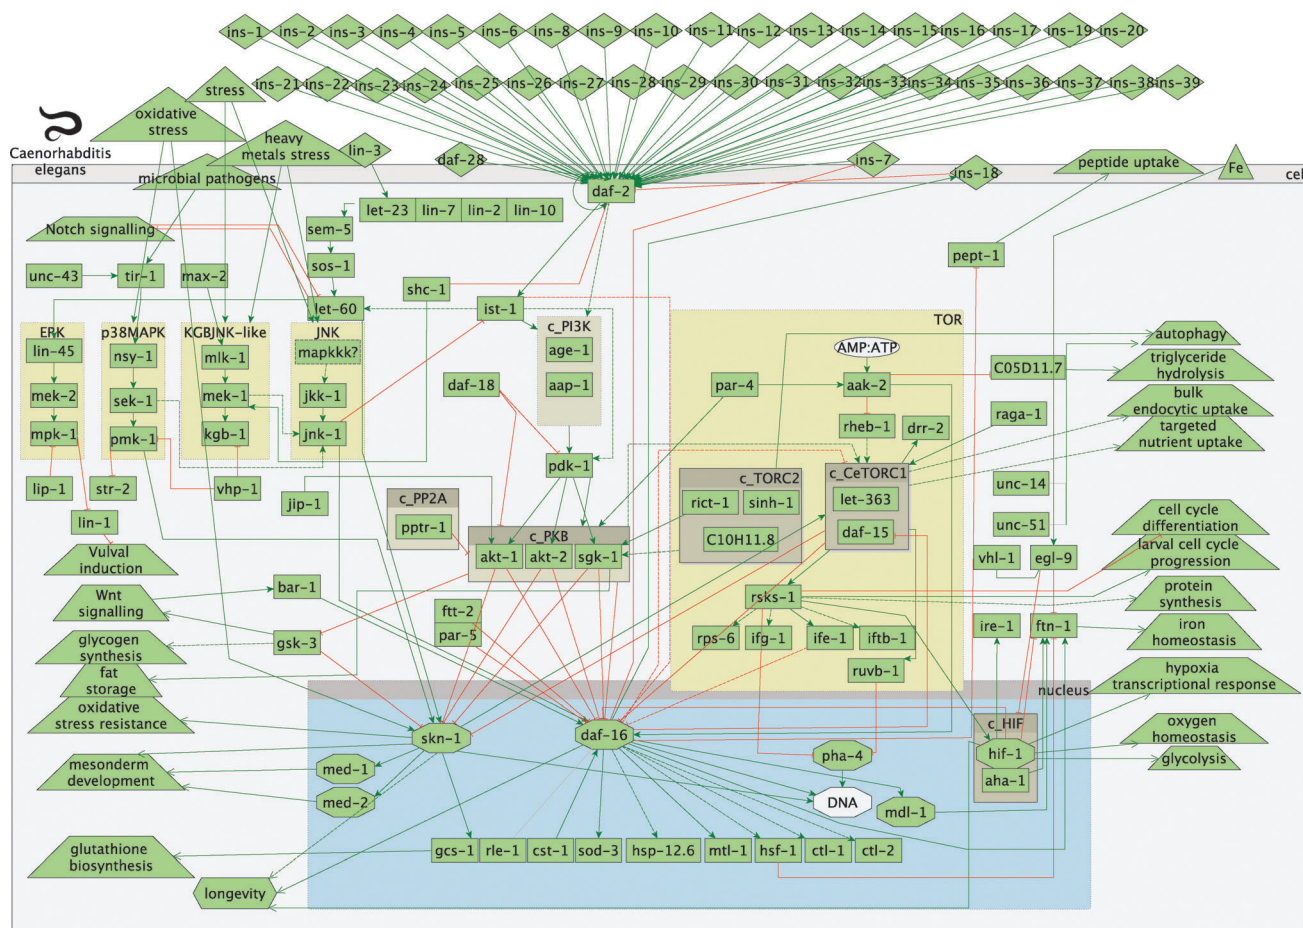 ins-1 ins-2 ins-3 ins-4 ins-5 ins-6 ins-8 ins-9 ins-10 ins-11 ins-12 ins-13 ins-14 ins-15 ins-16 ins-17 ins-19 ins-20
ins-21 ins-22 ins-23 ins-24 ins-25 ins-26 ins-27 ins-28 ins-29 ins-30 ins-31 ins-32 ins-33 ins-34 ins-35 ins-36 ins-37 ins-38 ins-39
stress
oxidative
stress
Caenorhabditis
elegans
heavy
metals stress
lin-3
daf-28
ins-7
ins-18
peptide uptake
Fe
cel
microbial pathogens
daf-2
let-23 lin-7 lin-2 lin-10
Notch signalling
sem-5
pept-1
unc-43
tir-1
max-2
sos-1
shc-1
let-60
ist-1
TOR
ERK
p38MAPK
KGBJNK-like
JNK
c_PI3K
autophagy
lin-45
nsy-1
mlk-1
mapkkk?
age-1
AMP:ATP
C05D11.7
triglyceride
hydrolysis
mek-2
sek-1
mek-1
jkk-1
daf-18
aap-1
par-4
aak-2
bulk
endocytic uptake
mpk-1
pmk-1
kgb-1
jnk-1
rheb-1
drr-2
raga-1
targeted
nutrient uptake
lip-1
str-2
vhp-1
jip-1
pdk-1
c_TORC2
c_CeTORC1
unc-14
c_PP2A
rict-1
sinh-1
let-363
lin-1
pptr-1
c_PKB
C10H11.8
daf-15
unc-51
cell cycle
differentiation
Vulval
induction
akt-1
akt-2
sgk-1
vhl-1
egl-9
larval cell cycle
progression
Wnt
signalling
bar-1
ftt-2
par-5
rsks-1
protein
synthesis
glycogen
synthesis
gsk-3
rps-6
ifg-1
ife-1
iftb-1
ire-1
ftn-1
iron
homeostasis
fat
storage
ruvb-1
nucleus
hypoxia
transcriptional response
oxidative
stress resistance
skn-1
daf-16
c_HIF
oxygen
homeostasis
mesonderm
development
med-1
pha-4
hif-1
glycolysis
med-2
DNA
mdl-1
aha-1
glutathione
biosynthesis
gcs-1 rle-1 cst-1 sod-3 hsp-12.6 mtl-1 hsf-1 ctl-1 ctl-2
longevity